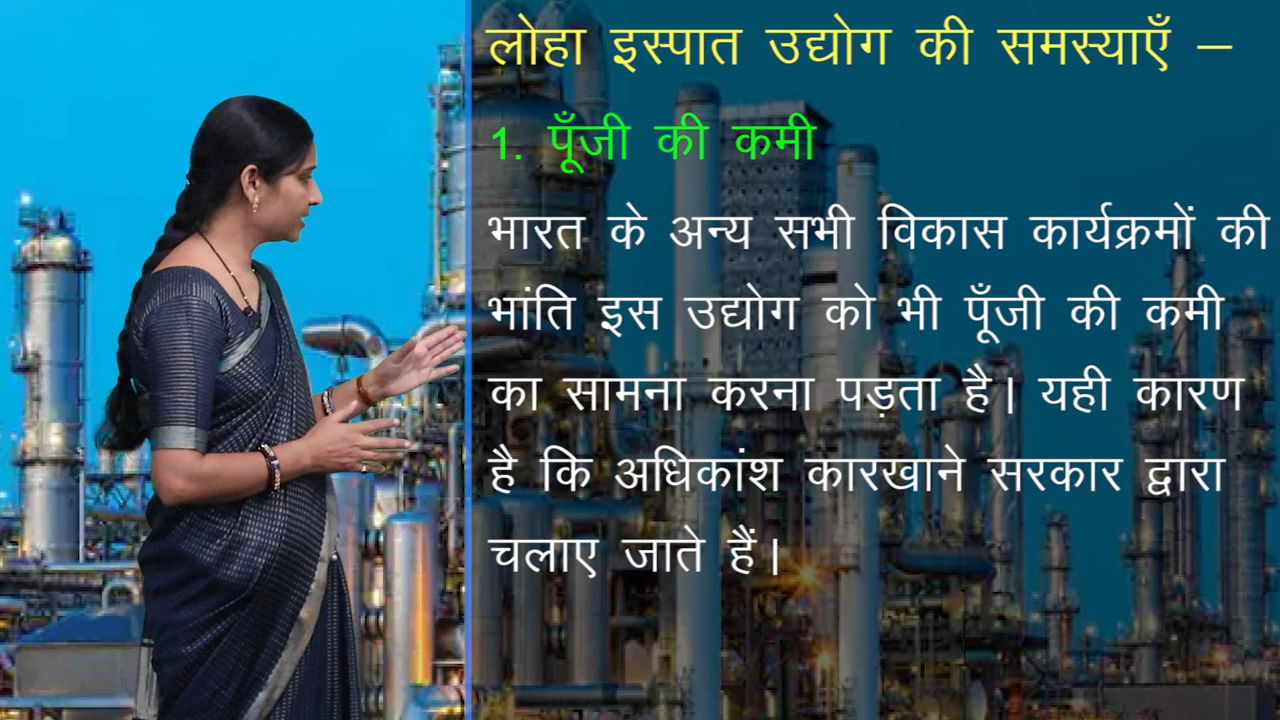 लोहा इस्पात उद्योग की समस्याएँ –
1. पूँजी की कमी
भारत के अन्य सभी विकास कार्यक्रमों की
भांति इस उद्योग को भी पूँजी की कमी
का सामना करना पड़ता है। यही कारण
है कि अधिकांश कारखाने सरकार द्वारा
चलाए जाते हैं।